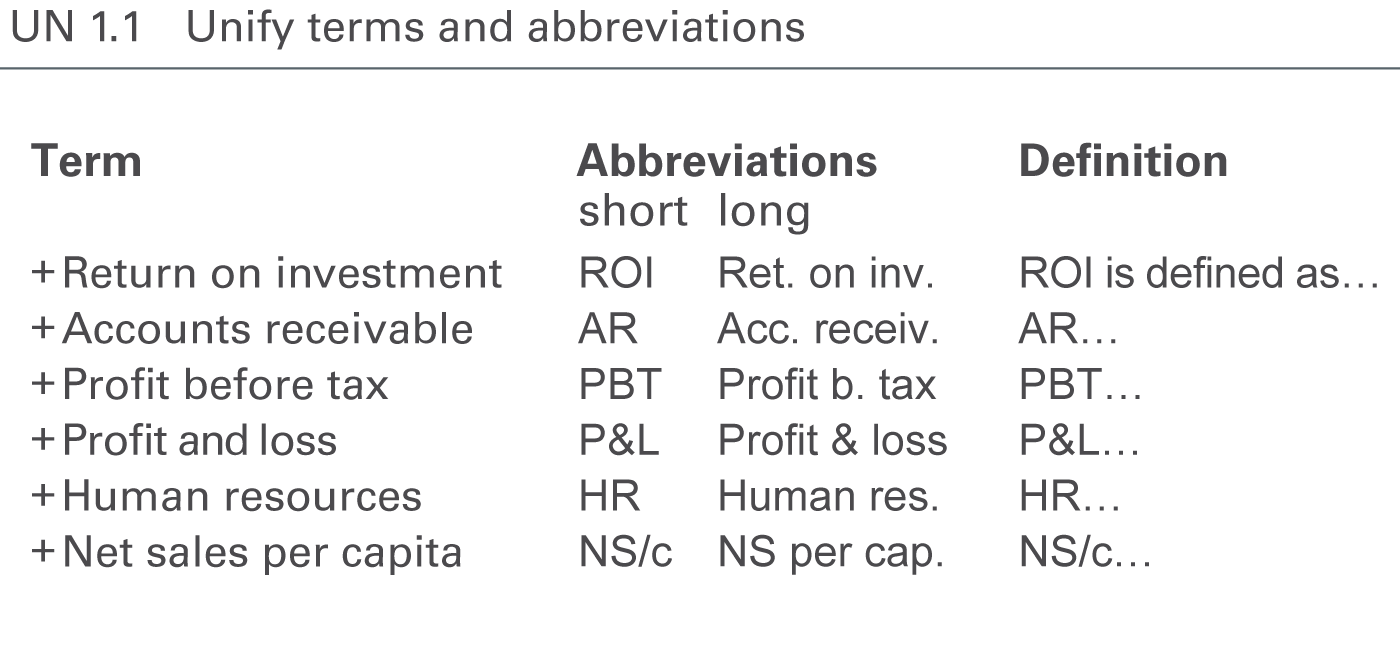 UN 1.1 Unify terms and abbreviations
Term Abbreviations Definition
short long
+Return on investment ROI Ret. on inv. ROI is defined as…
+Accounts receivable AR Acc. receiv. AR…
+Profit before tax PBT Profit b. tax PBT…
+Profit and loss P&L Profit & loss P&L…
+Human resources HR Human res. HR…
+Net sales per capita NS/c NS per cap. NS/c…